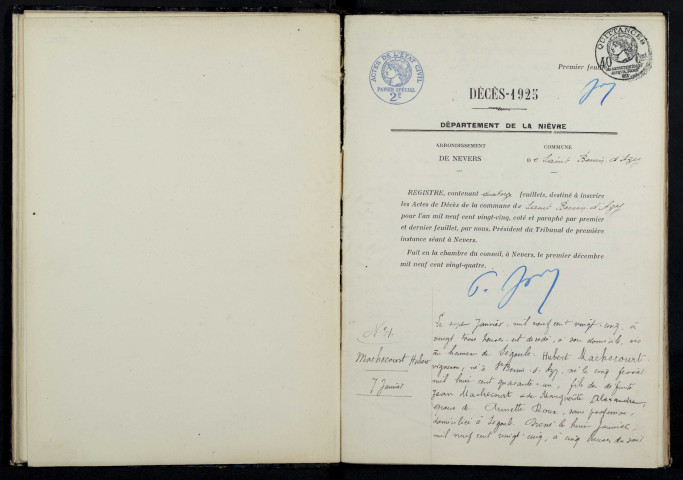 ACTES DE L'ÉTAT CIVIL
PAPIER SPÉCIAL
2F
QUITTANCES
40
Premier feuillet
DÉCÈS-1925
DÉPARTEMENT DE LA NIÈVRE
ARRONDISSEMENT
DE NEVERS
COMMUNE
de Saint Benin d'Azy
REGISTRE, contenant quatorze feuillets, destiné à inscrire
les Actes de Décès de la commune de Saint Benin d'Azy
pour l'an mil neuf cent vingt-cinq, coté et paraphé par premier
et dernier feuillet, par nous, Président du Tribunal de première
instance séant à Nevers.
Fait en la chambre du conseil, à Nevers, le premier décembre
mil neuf cent vingt-quatre.
N° 1.
Machecourt Hubert
7 Janvier
Le sept Janvier, mil neuf cent vingt cinq, à
vingt trois heures, est décédé, à son domicile, sis
au hameau de Segoule, Hubert Machecourt
vigneron, né à St Benin d'Azy, le cinq février
mil huit cent quarante-un, fils de défunts
Jean Machecourt et de Alexandre,
époux de Annette Roux, sans profession,
domiciliée à Segoule. Dressé le huit Janvier
mil neuf cent vingt cinq, à cinq heures du soir